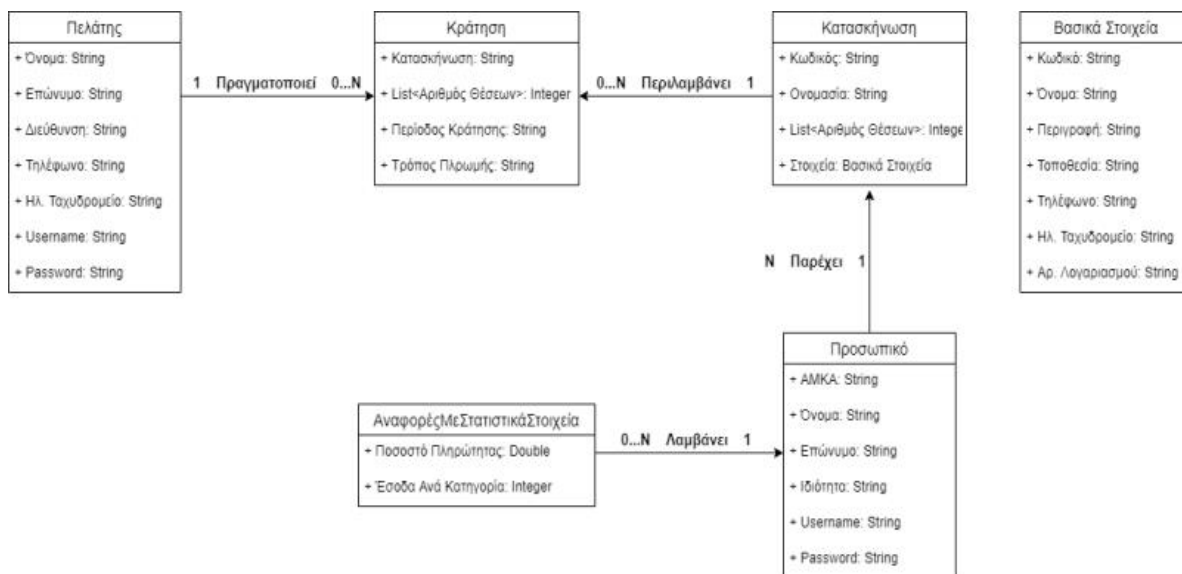 Πελάτης
+ Όνομα: String
+ Επώνυμο: String
+ Διεύθυνση: String
+ Τηλέφωνο: String
+ Ηλ. Ταχυδρομείο: String
+ Username: String
+ Password: String
1 Πραγματοποιεί 0...N
Κράτηση
+ Κατασκήνωση: String
+ List<Αριθμός Θέσεων>: Integer
+ Περίοδος Κράτησης: String
+ Τρόπος Πλρωμής: String
0...N Περιλαμβάνει 1
Κατασκήνωση
+ Κωδικός: String
+ Ονομασία: String
+ List<Αριθμός Θέσεων>: Intege
+ Στοιχεία: Βασικά Στοιχεία
Βασικά Στοιχεία
+ Κωδικό: String
+ Όνομα: String
+ Περιγραφή: String
+ Τοποθεσία: String
+ Τηλέφωνο: String
+ Ηλ. Ταχυδρομείο: String
+ Αρ. Λογαριασμού: String
N Παρέχει 1
Προσωπικό
+ ΑΜΚΑ: String
+ Όνομα: String
+ Επώνυμο: String
+ Ιδιότητα: String
+ Username: String
+ Password: String
ΑναφορέςΜεΣτατιστικάΣτοιχεία
+ Ποσοστό Πληρώτητας: Double
+ Έσοδα Ανά Κατηγορία: Integer
0...N Λαμβάνει 1